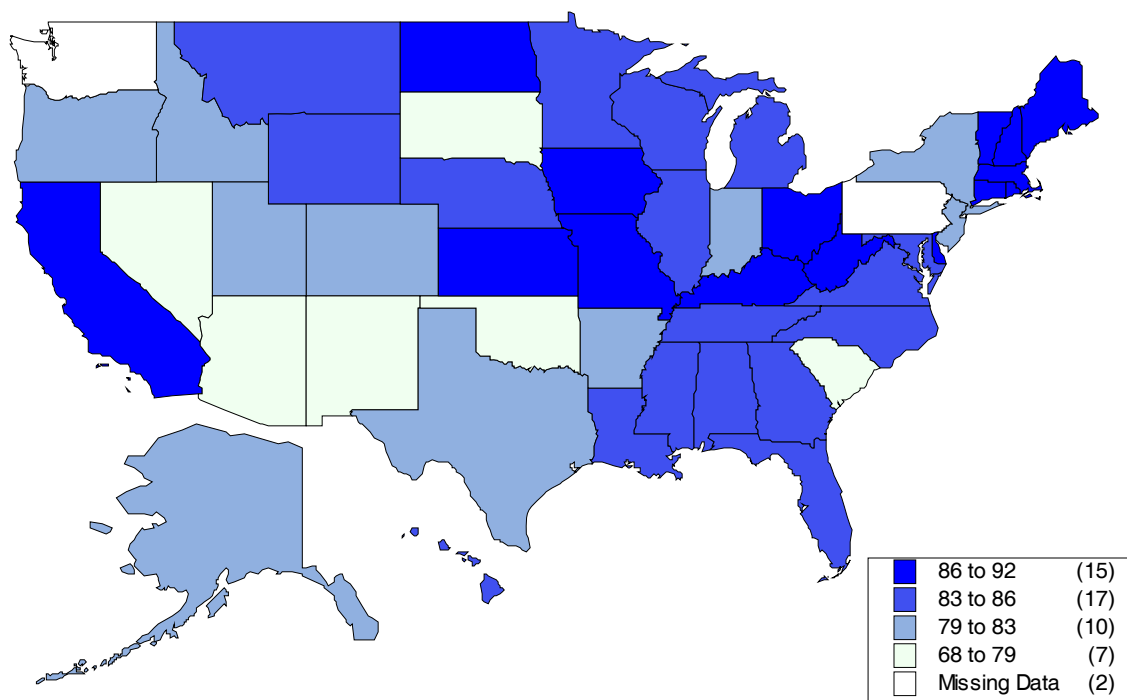 86 to 92 (15)
83 to 86 (17)
79 to 83 (10)
68 to 79 (7)
Missing Data (2)